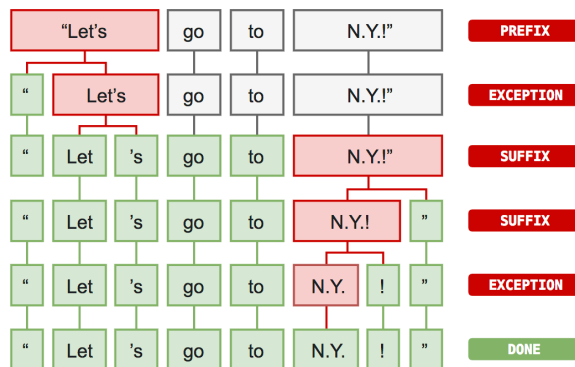 “Let’s go to N.Y.!” PREFIX
“ Let’s go to N.Y.!” EXCEPTION
“ Let ’s go to N.Y.!” SUFFIX
“ Let ’s go to N.Y.! ” SUFFIX
“ Let ’s go to N.Y. ! ” EXCEPTION
“ Let ’s go to N.Y. ! ” DONE